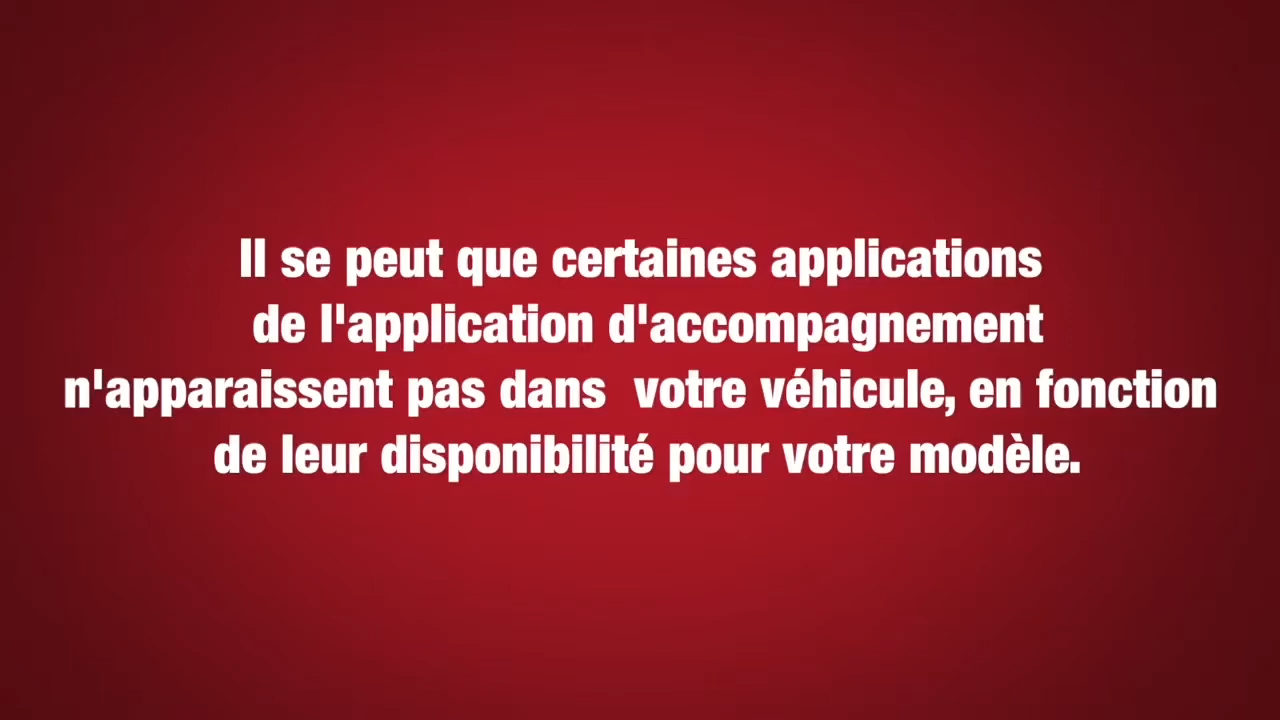 Il se peut que certaines applications
de l'application d'accompagnement
n'apparaissent pas dans  votre véhicule, en fonction
de leur disponibilité pour votre modèle.